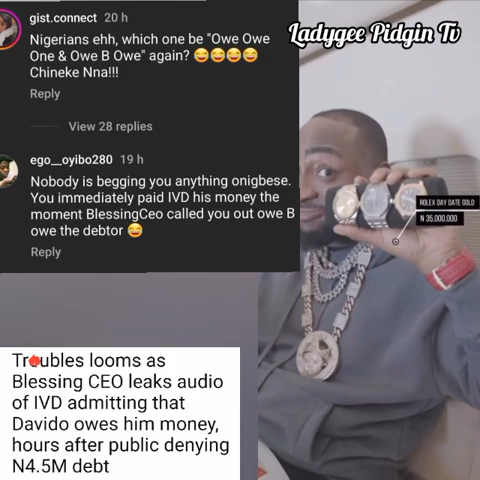 gist.connect 20 h
Nigerians ehh, which one be "Owe Owe
One & Owe B Owe" again? 😂😂😂😂
Chineke Nna!!!
Reply
View 28 replies
ego__oyibo280 19 h
Nobody is begging you anything onigbese.
You immediately paid IVD his money the
moment BlessingCeo called you out owe B
owe the debtor 😂
Reply
Ladygee Pidgin Tv
ROLEX DAY DATE GOLD
N 35,000,000
Troubles looms as
Blessing CEO leaks audio
of IVD admitting that
Davido owes him money,
hours after public denying
N4.5M debt